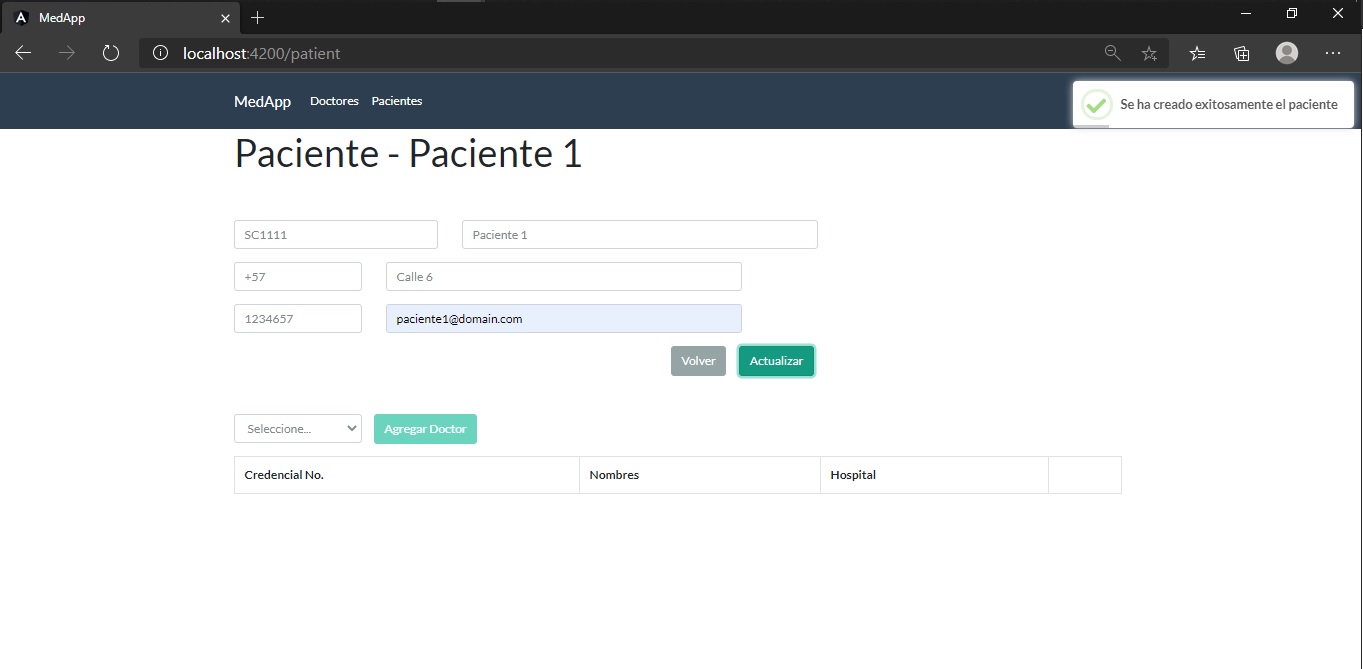 MedApp
localhost:4200/patient
MedApp Doctores Pacientes
Se ha creado exitosamente el paciente
Paciente - Paciente 1
SC1111 Paciente 1
+57 Calle 6
1234657 paciente1@domain.com
Volver Actualizar
Seleccione... Agregar Doctor
Credencial No. Nombres Hospital